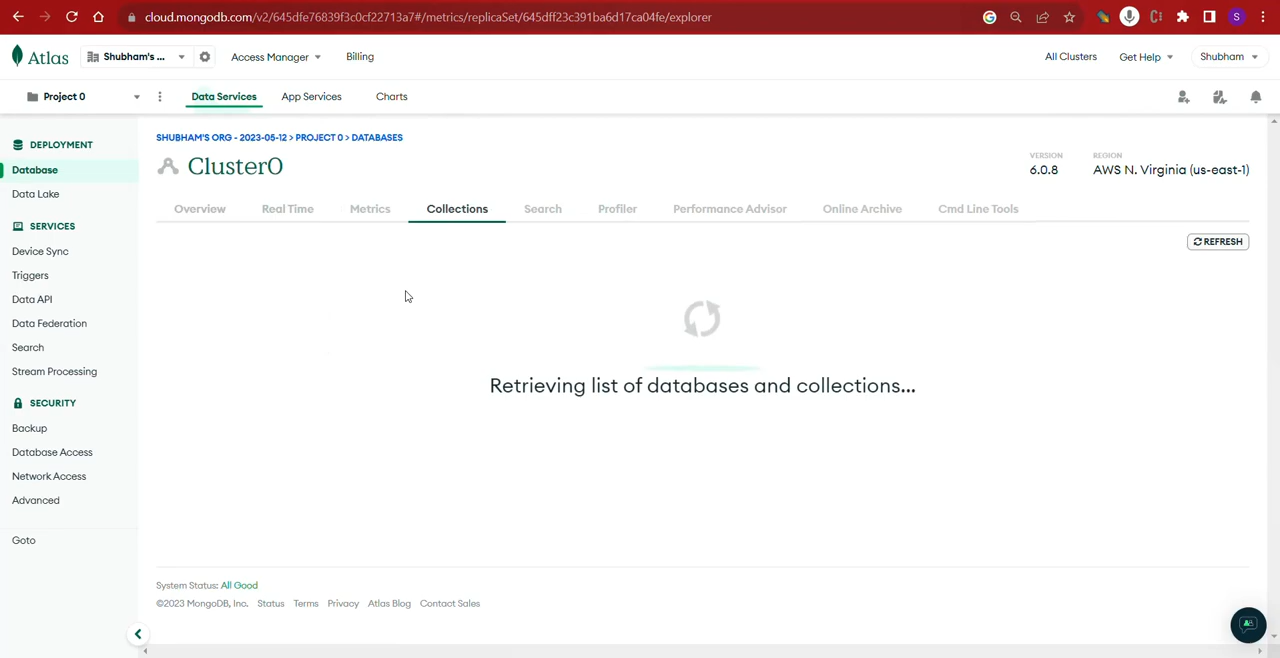 cloud.mongodb.com/v2/645dfe76839f3c0cf22713a7#/metrics/replicaSet/645dff23c391ba6d17ca04fe/explorer
S
Atlas
Shubham's ...
Access Manager
Billing
All Clusters
Get Help
Shubham
Project 0
Data Services
App Services
Charts
DEPLOYMENT
Database
Data Lake
SERVICES
Device Sync
Triggers
Data API
Data Federation
Search
Stream Processing
SECURITY
Backup
Database Access
Network Access
Advanced
Goto
SHUBHAM'S ORG - 2023-05-12 > PROJECT 0 > DATABASES
Cluster0
VERSION
6.0.8
REGION
AWS N. Virginia (us-east-1)
Overview
Real Time
Metrics
Collections
Search
Profiler
Performance Advisor
Online Archive
Cmd Line Tools
REFRESH
Retrieving list of databases and collections...
System Status: All Good
©2023 MongoDB, Inc.
Status
Terms
Privacy
Atlas Blog
Contact Sales